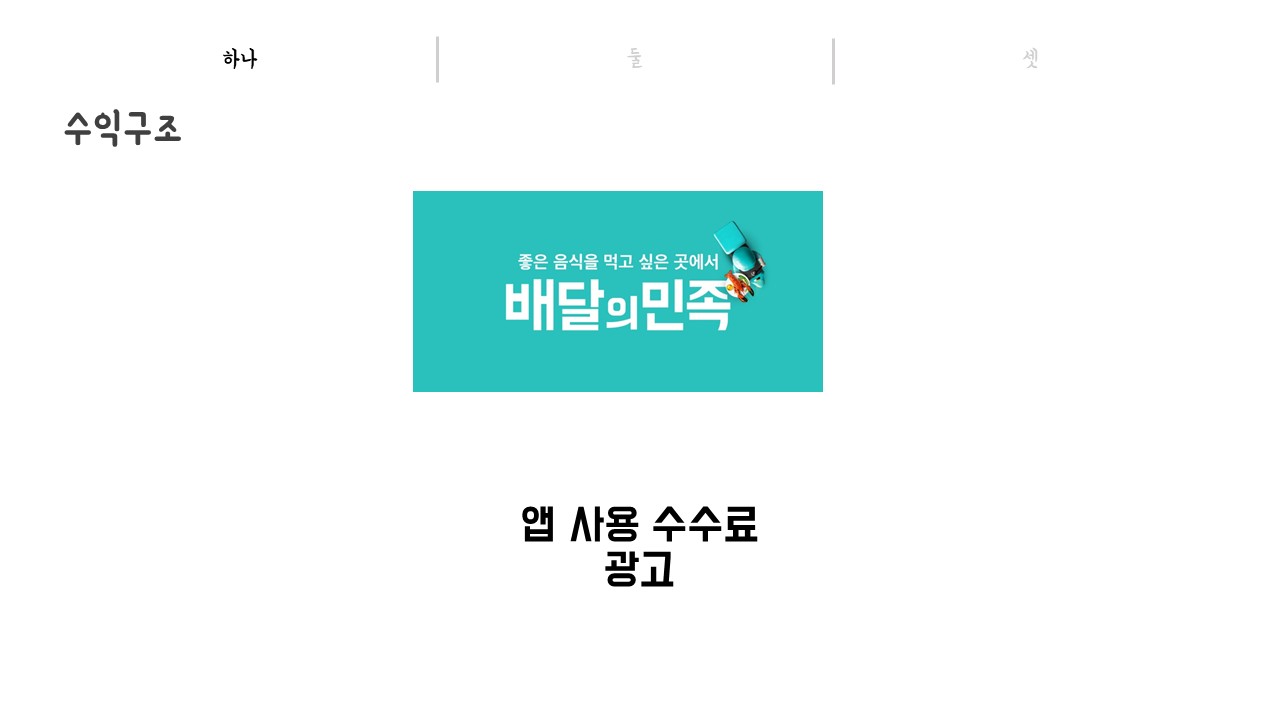 하나
둘
셋
수익구조
좋은 음식을 먹고 싶은 곳에서
배달의민족
앱 사용 수수료
광고